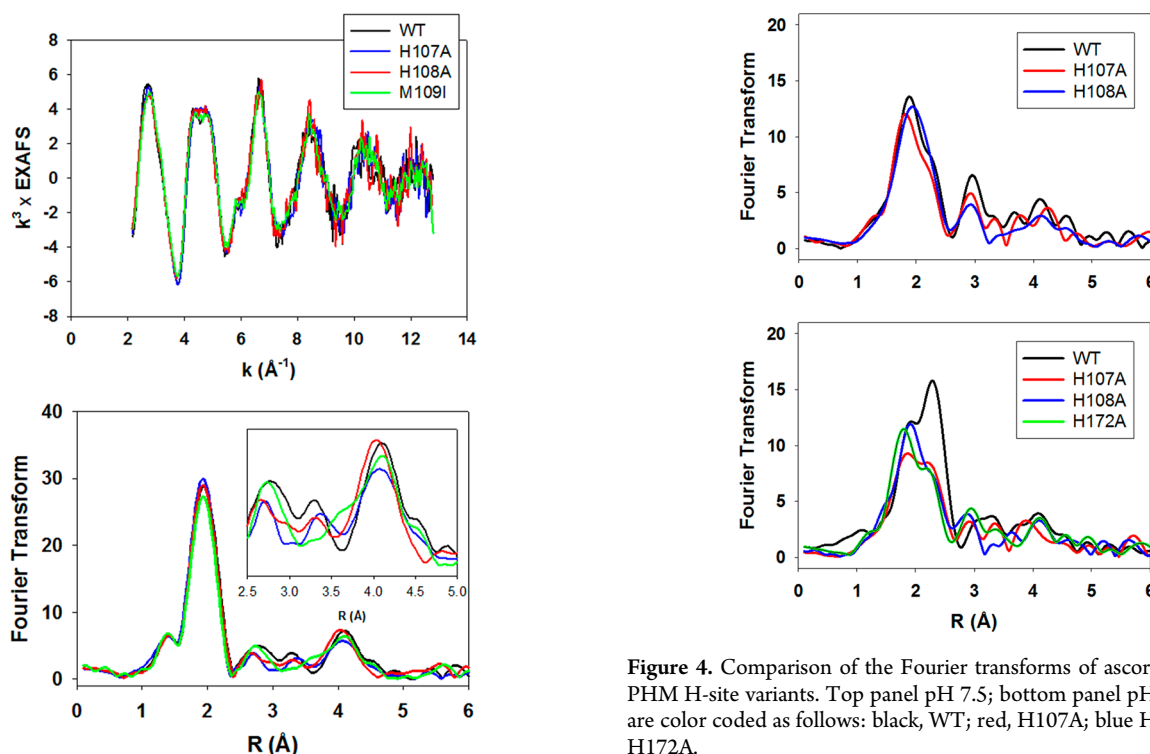 WT
H107A
H108A
M109I
k³ x EXAFS
8
6
4
2
0
-2
-4
-6
-8
0 2 4 6 8 10 12 14
k (Å⁻¹)
Fourier Transform
40
30
20
10
0
2.5 3.0 3.5 4.0 4.5 5.0
R (Å)
0 1 2 3 4 5 6
R (Å)
WT
H107A
H108A
Fourier Transform
20
15
10
5
0
0 1 2 3 4 5 6
WT
H107A
H108A
H172A
Fourier Transform
20
15
10
5
0
0 1 2 3 4 5 6
R (Å)
Figure 4. Comparison of the Fourier transforms of ascor
PHM H-site variants. Top panel pH 7.5; bottom panel pH
are color coded as follows: black, WT; red, H107A; blue H
H172A.